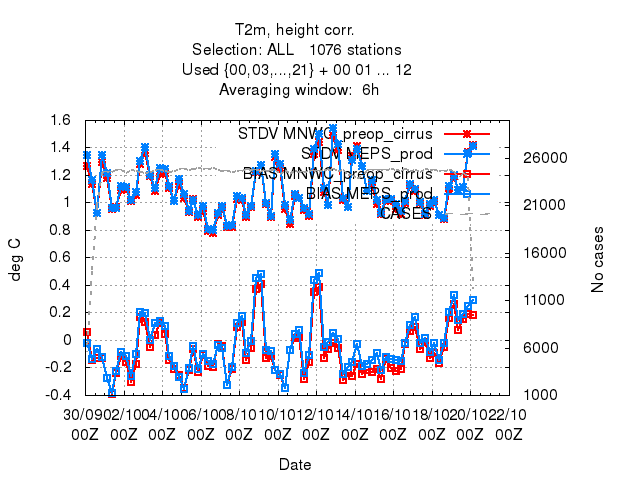 T2m, height corr.
Selection: ALL   1076 stations
Used {00,03,...,21} + 00 01 ... 12
Averaging window:  6h
STDV MNWC_preop_cirrus
STDV MEPS_prod
BIAS MNWC_preop_cirrus
BIAS MEPS_prod
CASES
1.6
1.4
1.2
1
0.8
0.6
0.4
0.2
0
-0.2
-0.4
deg C
26000
21000
16000
11000
6000
1000
No cases
30/09 02/10 04/10 06/10 08/10 10/10 12/10 14/10 16/10 18/10 20/10 22/10
00Z 00Z 00Z 00Z 00Z 00Z 00Z 00Z 00Z 00Z 00Z 00Z
Date